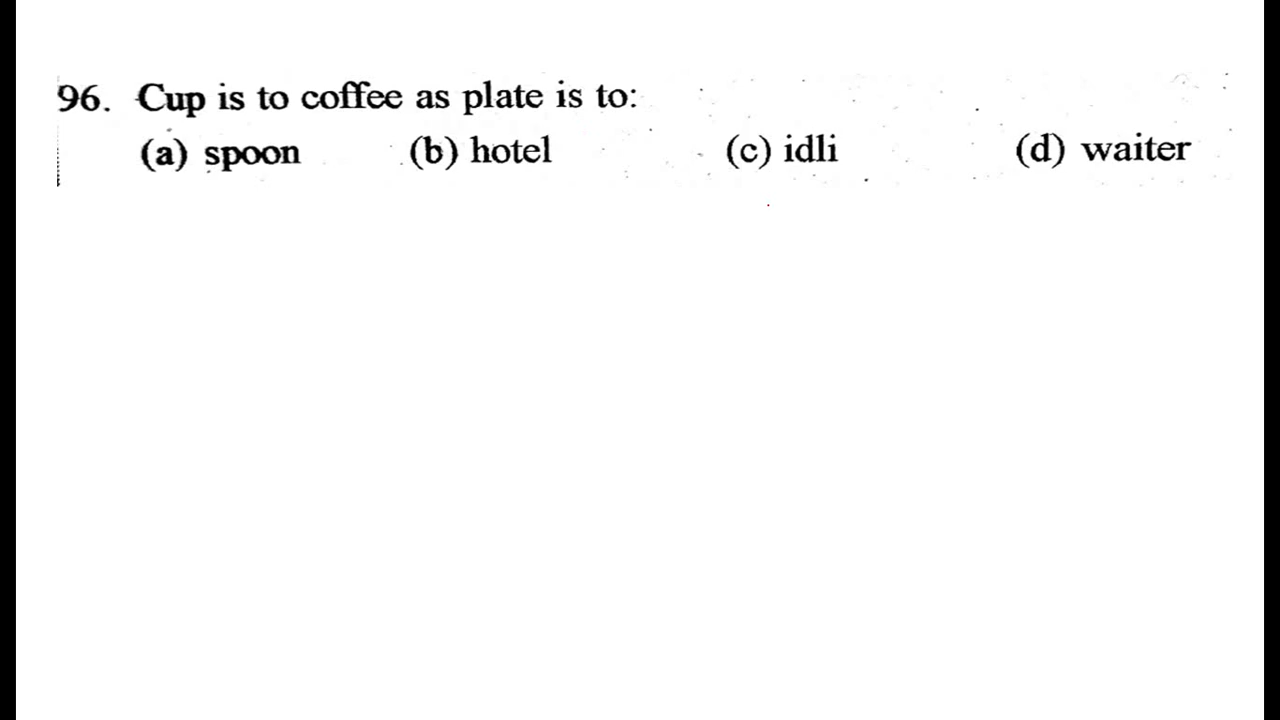 96. Cup is to coffee as plate is to:
(a) spoon (b) hotel (c) idli (d) waiter